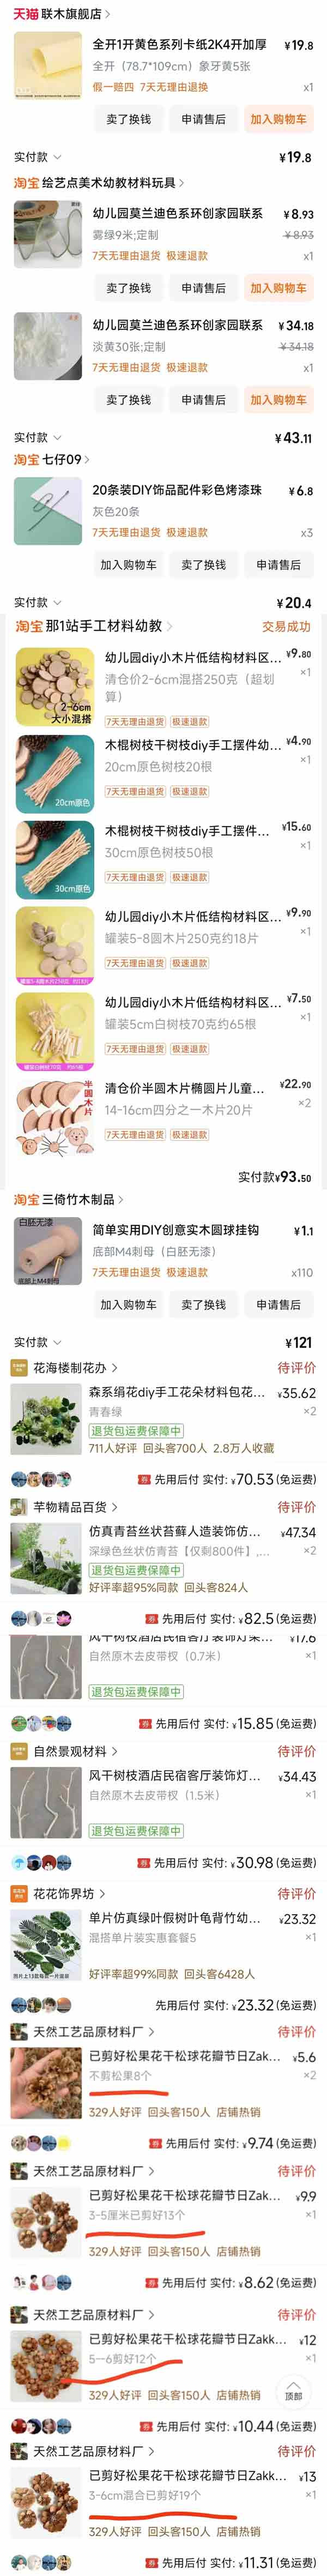 天猫 联木旗舰店
全开1开黄色系列卡纸2K4开加厚 ¥19.8
全开（78.7*109cm）象牙黄5张
假一赔四 7天无理由退换 x1
卖了换钱 申请售后 加入购物车
实付款 ¥19.8
淘宝 绘艺点美术幼教材料玩具
幼儿园莫兰迪色系环创家园联系 ¥8.93
雾绿9米;定制 ¥8.93
7天无理由退货 极速退款 x1
卖了换钱 申请售后 加入购物车
幼儿园莫兰迪色系环创家园联系 ¥34.18
淡黄30张;定制 ¥34.18
7天无理由退货 极速退款 x1
卖了换钱 申请售后 加入购物车
实付款 ¥43.11
淘宝 七仔09
20条装DIY饰品配件彩色烤漆珠 ¥6.8
灰色20条
7天无理由退货 极速退款 x3
加入购物车 卖了换钱 申请售后
实付款 ¥20.4
淘宝 那1站手工材料幼教 交易成功
幼儿园diy小木片低结构材料区... ¥9.80
清仓价2-6cm混搭250克（超划算） ×1
2-6cm
大小混搭
7天无理由退货 极速退款
木棍树枝干树枝diy手工摆件幼... ¥4.90
20cm原色树枝20根 ×1
7天无理由退货 极速退款
20cm原色
木棍树枝干树枝diy手工摆件... ¥15.60
30cm原色树枝50根 ×1
7天无理由退货 极速退款
30cm原色
幼儿园diy小木片低结构材料区... ¥9.90
罐装5-8圆木片250克约18片 ×1
7天无理由退货 极速退款
幼儿园diy小木片低结构材料区... ¥7.50
罐装5cm白树枝70克约65根 ×1
7天无理由退货 极速退款
清仓价半圆木片椭圆片儿童... ¥22.90
14-16cm四分之一木片20片 ×2
半圆木片
7天无理由退货 极速退款
实付款¥93.50
淘宝 三倚竹木制品
白胚无漆
简单实用DIY创意实木圆球挂钩 ¥1.1
底部M4刺母（白胚无漆）
底部上M4刺母
7天无理由退货 极速退款 x110
加入购物车 卖了换钱 申请售后
实付款 ¥121
花海楼制花办 待评价
森系绢花diy手工花朵材料包花... ¥35.62
青春绿 ×2
退货包运费保障中
711人好评 回头客700人 2.8万人收藏
先用后付 实付: ¥70.53(免运费)
芊物精品百货 待评价
仿真青苔丝状苔藓人造装饰仿... ¥47.34
深绿色丝状仿青苔【仅剩800件】,... ×2
退货包运费保障中
好评率超95%同款 回头客824人
先用后付 实付: ¥82.5(免运费)
风干树枝酒店民宿客厅装饰灯架... ¥17.6
自然原木去皮带杈（0.7米） ×1
退货包运费保障中
先用后付 实付: ¥15.85(免运费)
自然景观材料 待评价
风干树枝酒店民宿客厅装饰灯... ¥34.43
自然原木去皮带杈（1.5米） ×1
退货包运费保障中
先用后付 实付: ¥30.98(免运费)
花花饰界坊 待评价
单片仿真绿叶假树叶龟背竹幼... ¥23.32
混搭单片装实惠套餐5 ×1
好评率超99%同款 回头客6428人
先用后付 实付: ¥23.32(免运费)
天然工艺品原材料厂 待评价
已剪好松果花干松球花瓣节日Zak... ¥5.6
不剪松果8个 ×2
329人好评 回头客150人 店铺热销
先用后付 实付: ¥9.74(免运费)
天然工艺品原材料厂 待评价
已剪好松果花干松球花瓣节日Zak... ¥9.9
3-5厘米已剪好13个 ×1
329人好评 回头客150人 店铺热销
先用后付 实付: ¥8.62(免运费)
天然工艺品原材料厂 待评价
已剪好松果花干松球花瓣节日Zakk... ¥12
5一6剪好12个 ×1
329人好评 回头客150人 店铺热销
顶部
先用后付 实付: ¥10.44(免运费)
天然工艺品原材料厂 待评价
已剪好松果花干松球花瓣节日Zakk... ¥13
3-6cm混合已剪好19个 ×1
329人好评 回头客150人 店铺热销
先用后付 实付: ¥11.31(免运费)